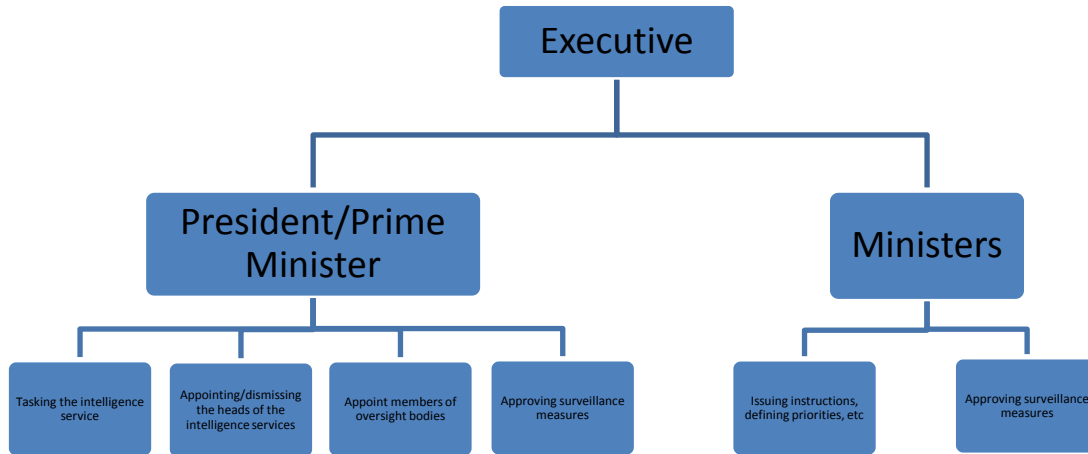 Executive
President/Prime
Minister
Ministers
Tasking the intelligence
service
Appointing/dismissing
the heads of the
intelligence services
Appoint members of
oversight bodies
Approving surveillance
measures
Issuing instructions,
defining priorities, etc
Approving surveillance
measures